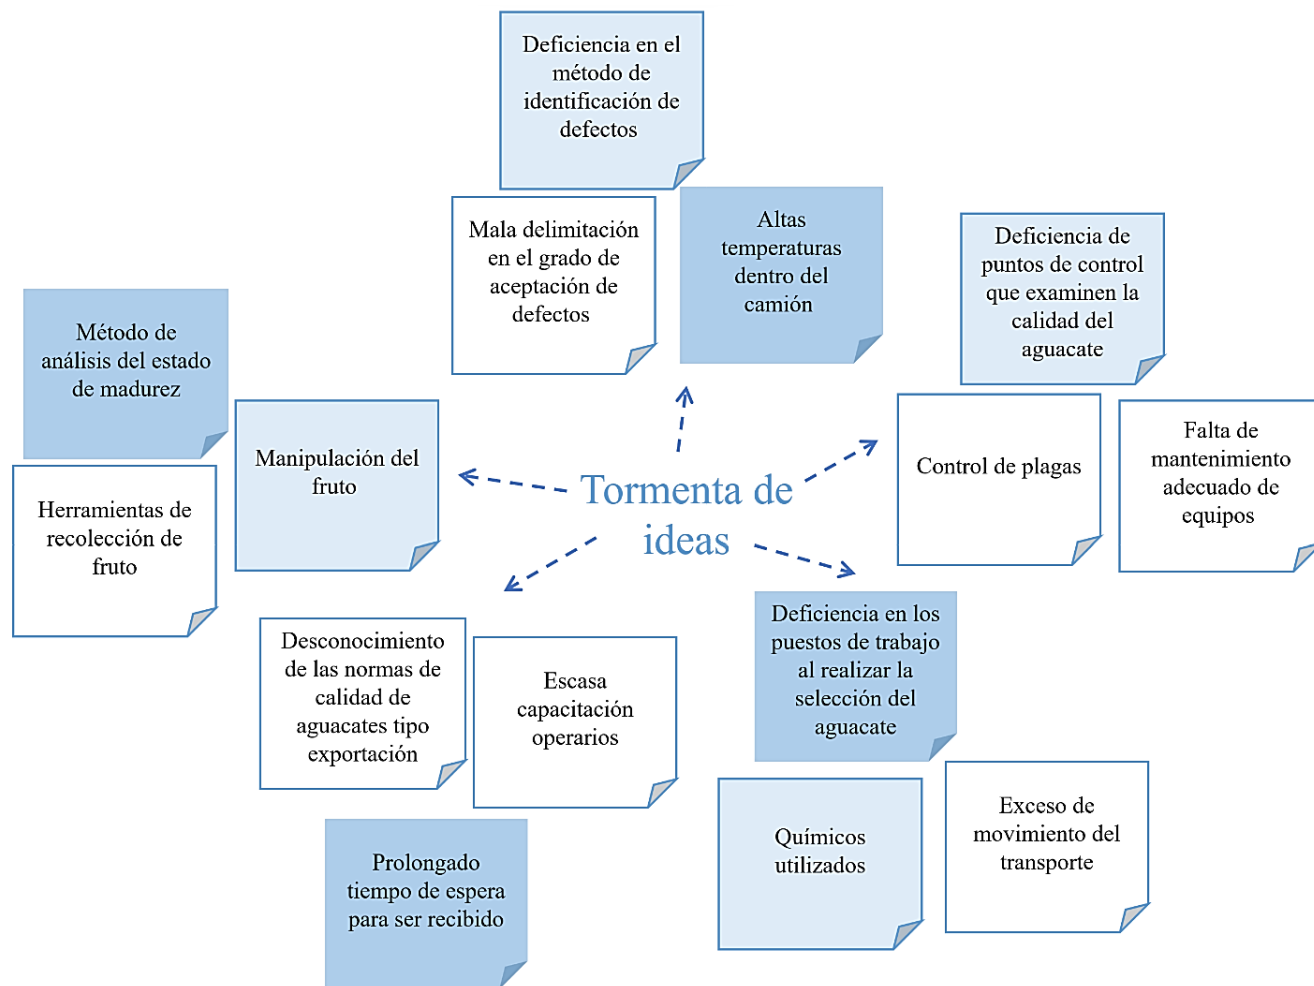 Deficiencia en el
método de
identificación de
defectos
Mala delimitación
en el grado de
aceptación de
defectos
Altas
temperaturas
dentro del
camión
Deficiencia de
puntos de control
que examinen la
calidad del
aguacate
Control de plagas
Falta de
mantenimiento
adecuado de
equipos
Método de
análisis del estado
de madurez
Manipulación del
fruto
Herramientas de
recolección de
fruto
Tormenta de
ideas
Desconocimiento
de las normas de
calidad de
aguacates tipo
exportación
Escasa
capacitación
operarios
Prolongado
tiempo de espera
para ser recibido
Deficiencia en los
puestos de trabajo
al realizar la
selección del
aguacate
Químicos
utilizados
Exceso de
movimiento del
transporte